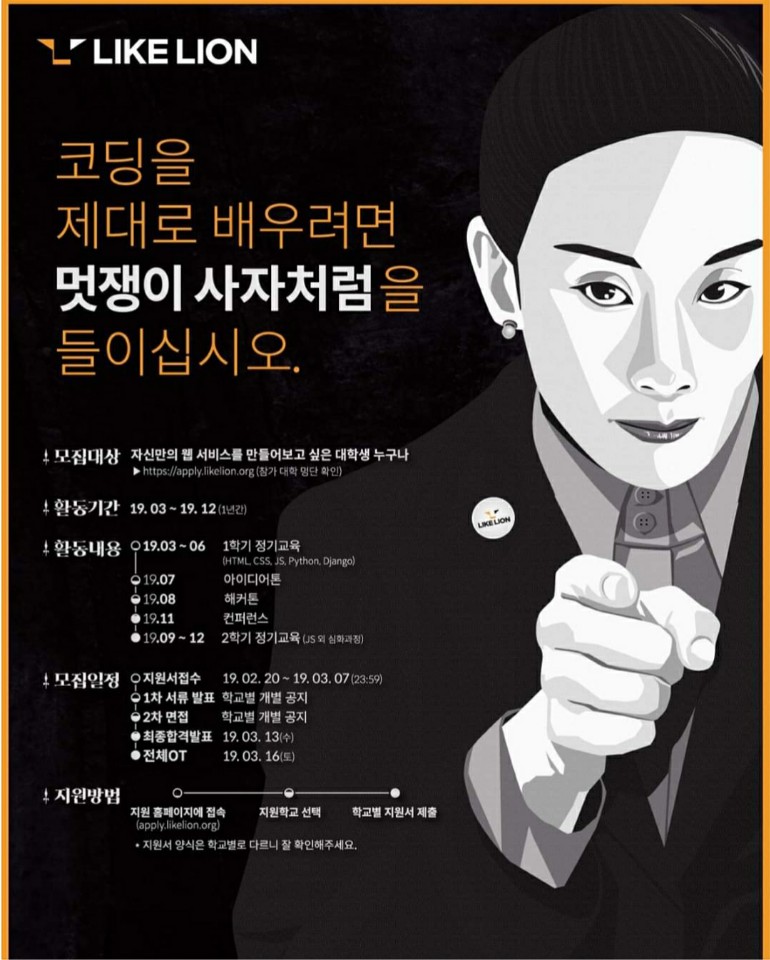 LIKE LION
코딩을
제대로 배우려면
멋쟁이 사자처럼을
들이십시오.
모집대상 자신만의 웹 서비스를 만들어보고 싶은 대학생 누구나
▶ https://apply.likelion.org (참가 대학 명단 확인)
활동기간 19. 03 ~ 19. 12 (1년간)
활동내용 19.03 ~ 06 1학기 정기교육
(HTML, CSS, JS, Python, Django)
19.07 아이디어톤
19.08 해커톤
19.11 컨퍼런스
19.09 ~ 12 2학기 정기교육 (JS 외 심화과정)
모집일정 지원서접수 19. 02. 20 ~ 19. 03. 07 (23:59)
1차 서류 발표 학교별 개별 공지
2차 면접 학교별 개별 공지
최종합격발표 19. 03. 13(수)
전체OT 19. 03. 16(토)
지원방법
지원 홈페이지에 접속 지원학교 선택 학교별 지원서 제출
(apply.likelion.org)
* 지원서 양식은 학교별로 다르니 잘 확인해주세요.
LIKE LION